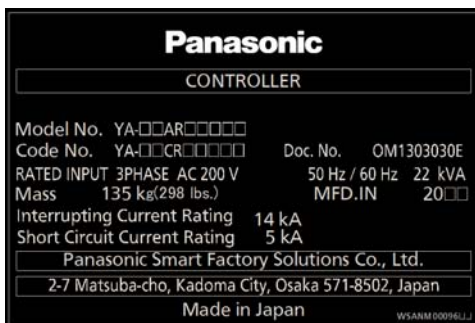 Panasonic
CONTROLLER
Model No. YA-□□AR□□□□□
Code No. YA-□□CR□□□□□ Doc. No. OM1303030E
RATED INPUT 3PHASE AC 200 V 50 Hz / 60 Hz 22 kVA
Mass 135 kg(298 lbs.) MFD.IN 20□□
Interrupting Current Rating 14 kA
Short Circuit Current Rating 5 kA
Panasonic Smart Factory Solutions Co., Ltd.
2-7 Matsuba-cho, Kadoma City, Osaka 571-8502, Japan
Made in Japan
WSANM00096□□